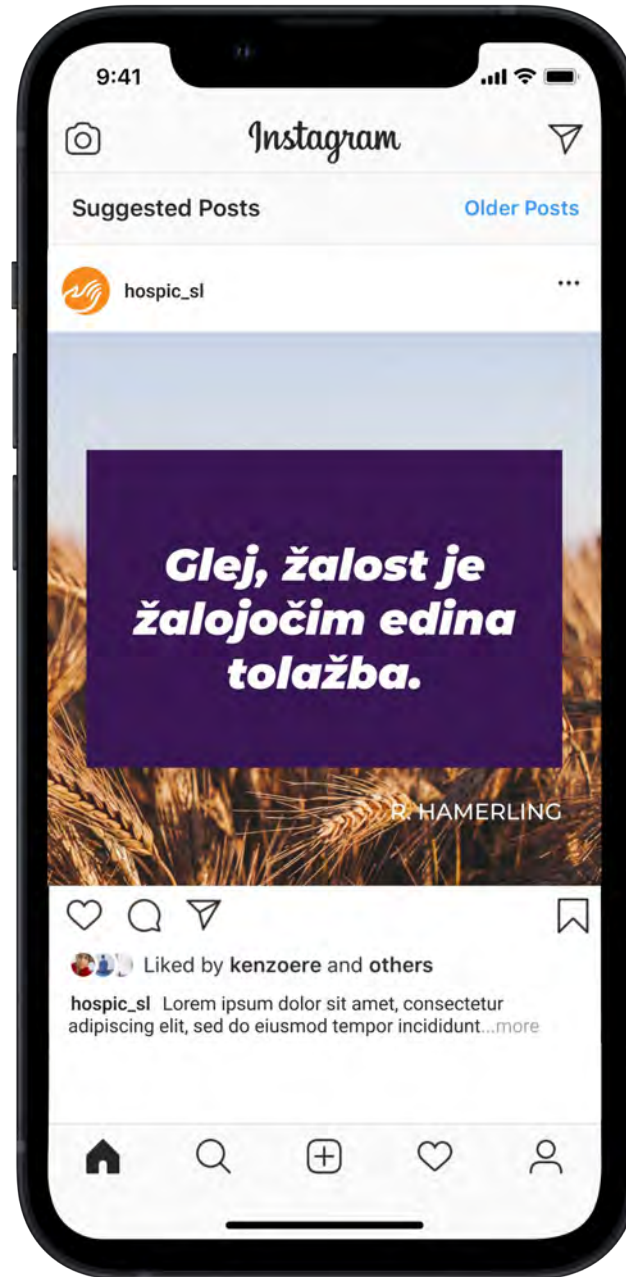 9:41
Instagram
Suggested Posts
Older Posts
hospic_sl
Glej, žalost je
žalojočim edina
tolažba.
R. HAMERLING
Liked by kenzoere and others
hospic_sl Lorem ipsum dolor sit amet, consectetur
adipiscing elit, sed do eiusmod tempor incididunt...more